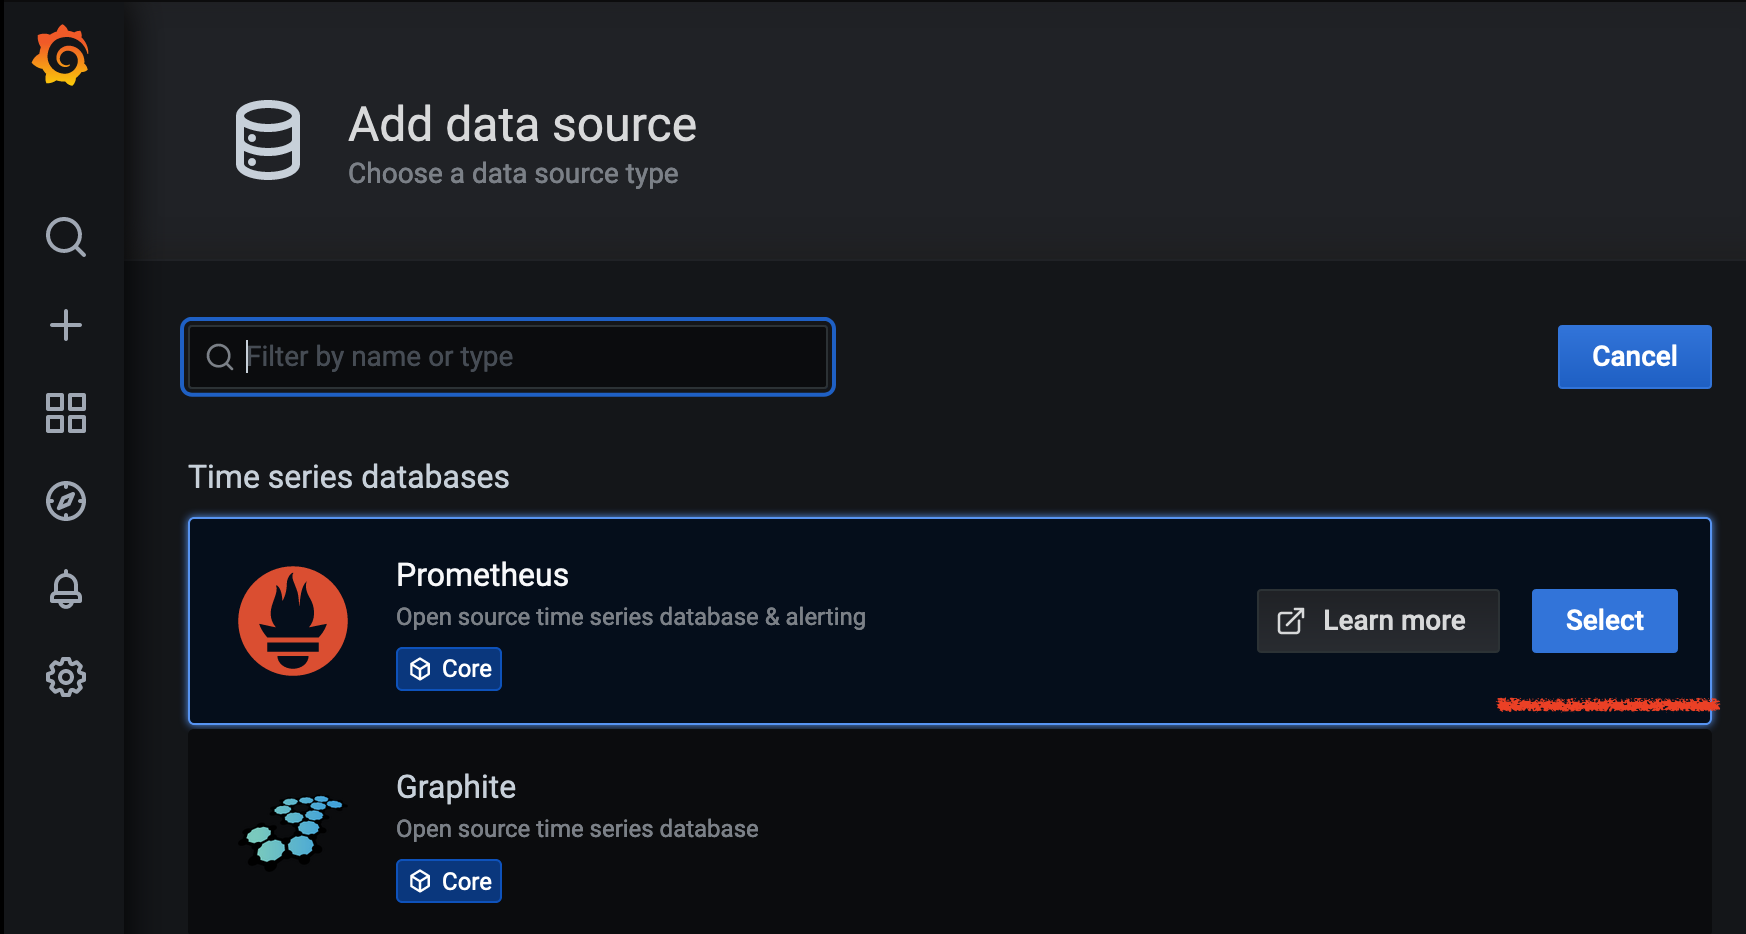 Add data source
Choose a data source type
Filter by name or type
Cancel
Time series databases
Prometheus
Open source time series database & alerting
Core
Learn more
Select
Graphite
Open source time series database
Core